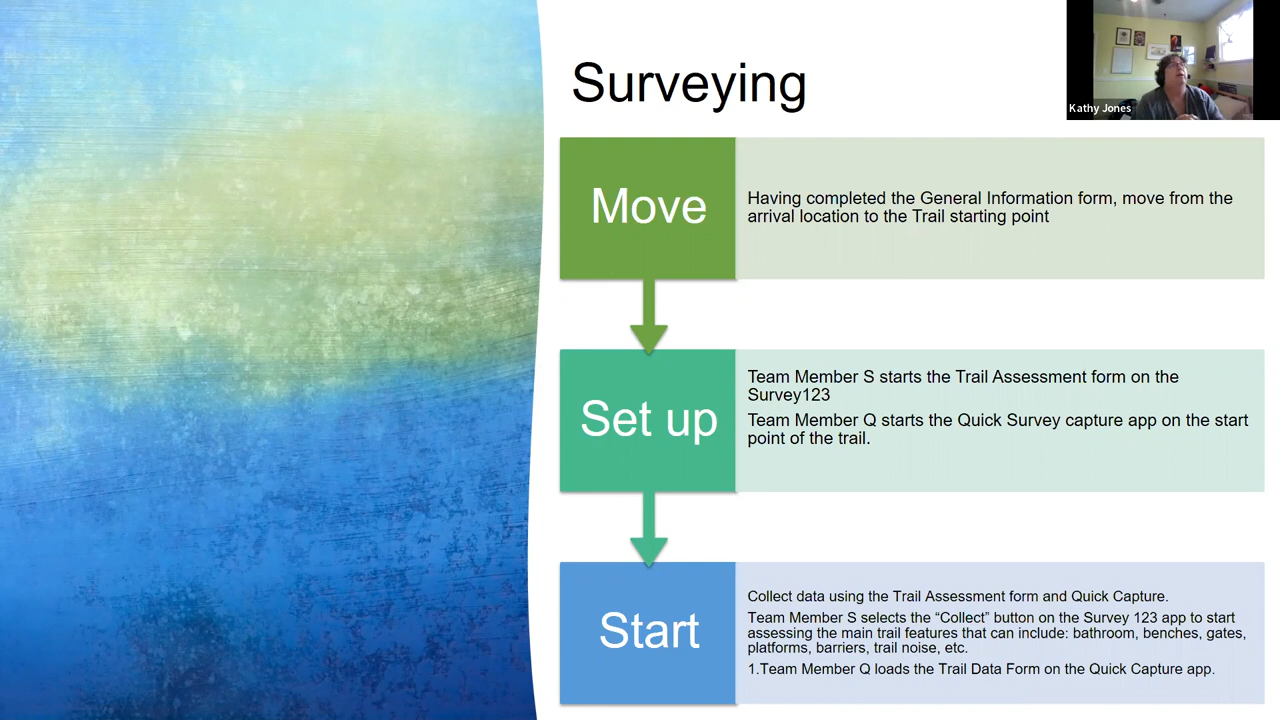 Surveying
Kathy Jones
Move
Having completed the General Information form, move from the
arrival location to the Trail starting point
Set up
Team Member S starts the Trail Assessment form on the
Survey123
Team Member Q starts the Quick Survey capture app on the start
point of the trail.
Start
Collect data using the Trail Assessment form and Quick Capture.
Team Member S selects the “Collect” button on the Survey 123 app to start
assessing the main trail features that can include: bathroom, benches, gates,
platforms, barriers, trail noise, etc.
1.Team Member Q loads the Trail Data Form on the Quick Capture app.